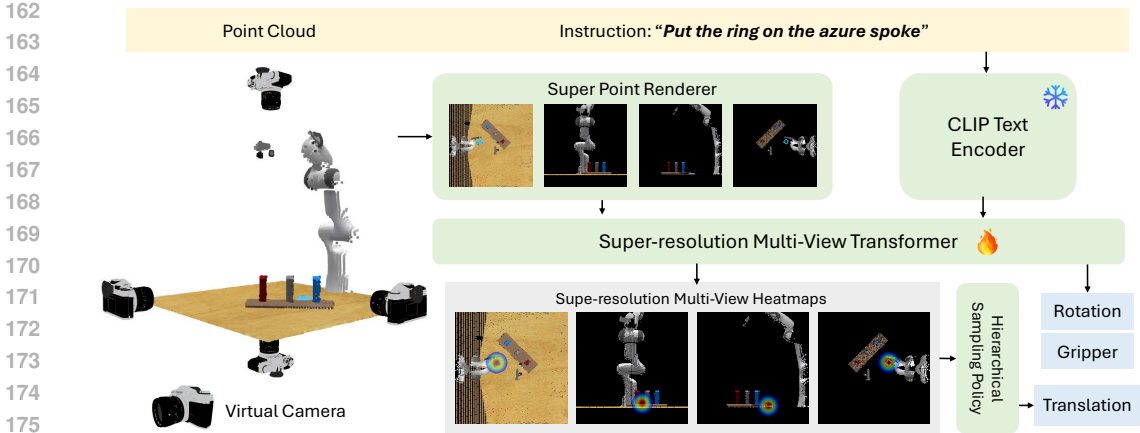 162
163
164
165
166
167
168
169
170
171
172
173
174
175
Point Cloud
Instruction: “Put the ring on the azure spoke”
Super Point Renderer
CLIP Text
Encoder
Super-resolution Multi-View Transformer
Supe-resolution Multi-View Heatmaps
Hierarchical
Sampling Policy
Rotation
Gripper
Translation
Virtual Camera